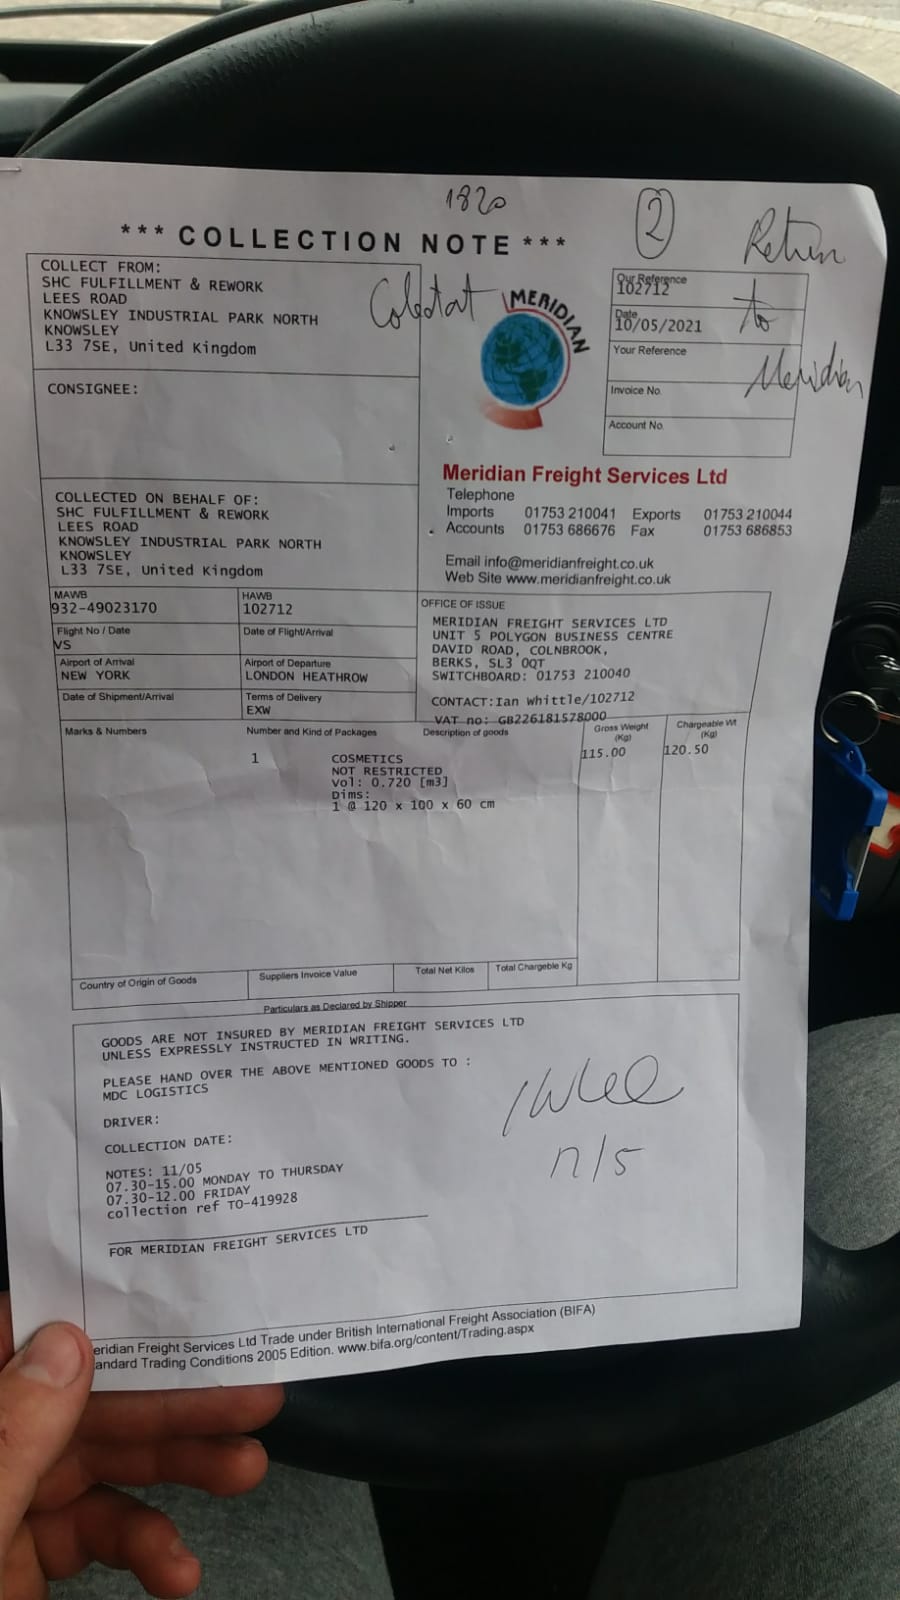 1820
2
Return
to
Meridian
*** COLLECTION NOTE ***
COLLECT FROM:
SHC FULFILLMENT & REWORK
LEES ROAD
KNOWSLEY INDUSTRIAL PARK NORTH
KNOWSLEY
L33 7SE, United Kingdom
MERIDIAN
Our Reference
102712
Date
10/05/2021
Your Reference
Invoice No.
Account No.
CONSIGNEE:
Meridian Freight Services Ltd
Telephone
Imports 01753 210041 Exports 01753 210044
Accounts 01753 686676 Fax 01753 686853
Email info@meridianfreight.co.uk
Web Site www.meridianfreight.co.uk
COLLECTED ON BEHALF OF:
SHC FULFILLMENT & REWORK
LEES ROAD
KNOWSLEY INDUSTRIAL PARK NORTH
KNOWSLEY
L33 7SE, United Kingdom
MAWB
932-49023170
HAWB
102712
Flight No / Date
VS
Date of Flight/Arrival
Airport of Arrival
NEW YORK
Airport of Departure
LONDON HEATHROW
Date of Shipment/Arrival
Terms of Delivery
EXW
OFFICE OF ISSUE
MERIDIAN FREIGHT SERVICES LTD
UNIT 5 POLYGON BUSINESS CENTRE
DAVID ROAD, COLNBROOK,
BERKS, SL3 0QT
SWITCHBOARD: 01753 210040
CONTACT:Ian Whittle/102712
VAT no: GB226181578000
Marks & Numbers Number and Kind of Packages Description of goods Gross Weight (Kg) Chargeable Wt (Kg)
1 COSMETICS 115.00 120.50
NOT RESTRICTED
Vol: 0.720 [m3]
Dims:
1 @ 120 x 100 x 60 cm
Country of Origin of Goods Suppliers Invoice Value Total Net Kilos Total Chargeble Kg
Particulars as Declared by Shipper
GOODS ARE NOT INSURED BY MERIDIAN FREIGHT SERVICES LTD
UNLESS EXPRESSLY INSTRUCTED IN WRITING.
PLEASE HAND OVER THE ABOVE MENTIONED GOODS TO :
MDC LOGISTICS
DRIVER:
COLLECTION DATE:
NOTES: 11/05
07.30-15.00 MONDAY TO THURSDAY
07.30-12.00 FRIDAY
collection ref TO-419928
FOR MERIDIAN FREIGHT SERVICES LTD
eridian Freight Services Ltd Trade under British International Freight Association (BIFA)
andard Trading Conditions 2005 Edition. www.bifa.org/content/Trading.aspx